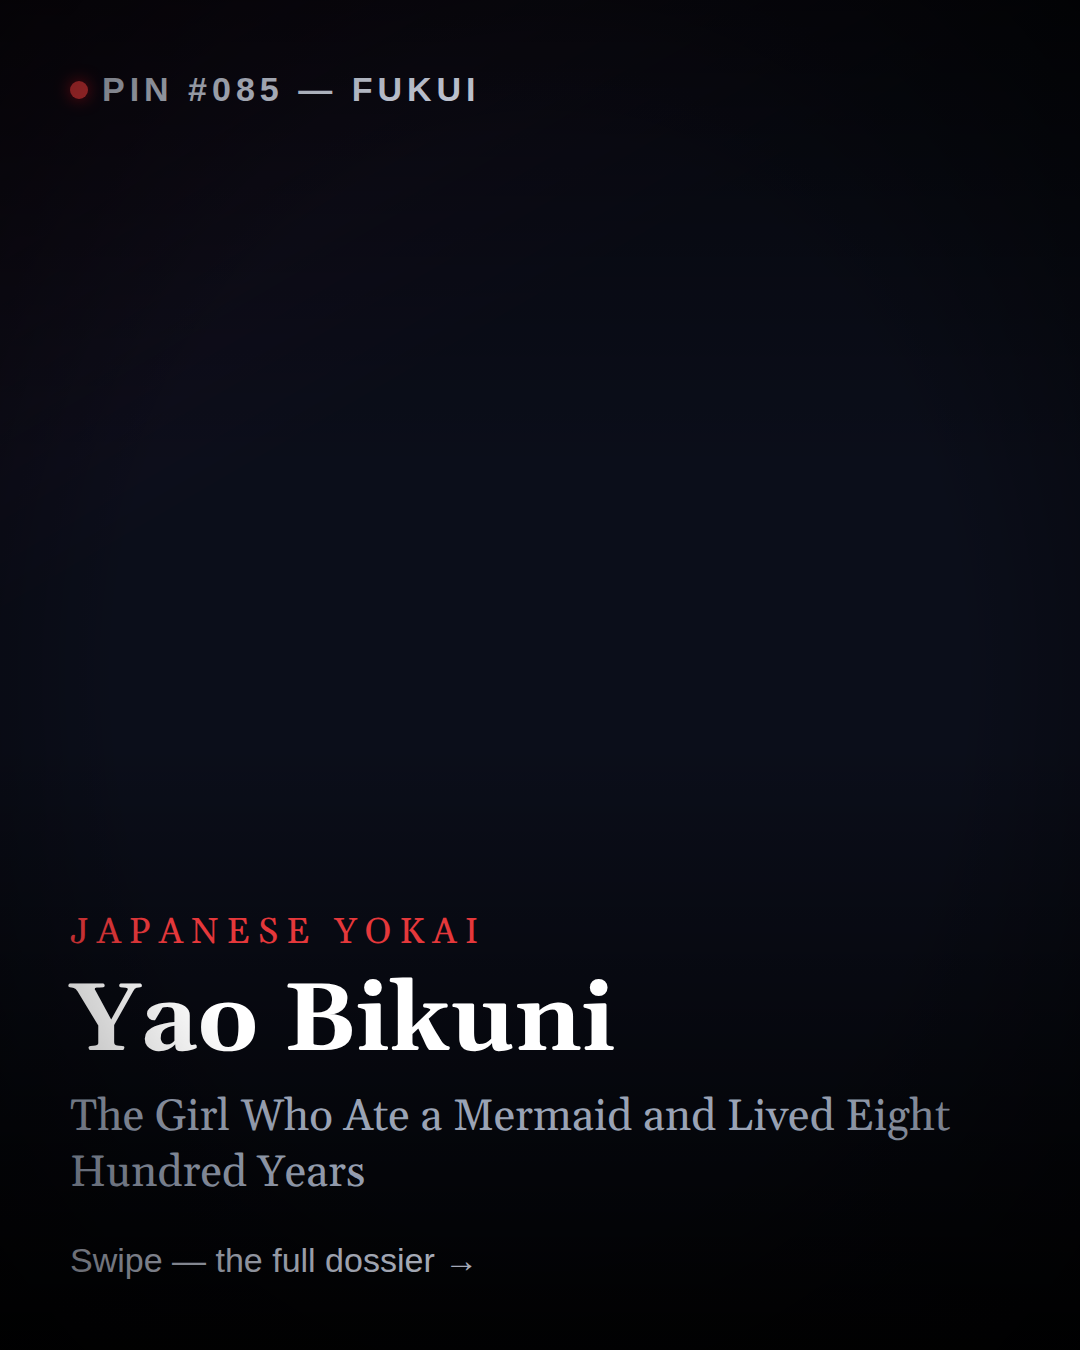 PIN #085 — FUKUI
JAPANESE YOKAI
Yao Bikuni
The Girl Who Ate a Mermaid and Lived Eight
Hundred Years
Swipe — the full dossier →